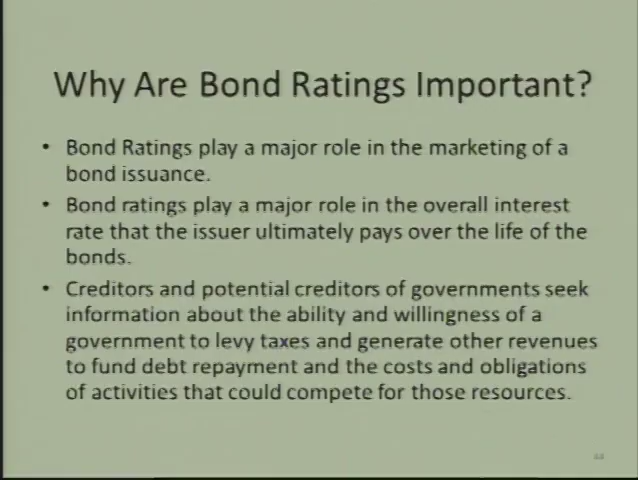 Why Are Bond Ratings Important?
• Bond Ratings play a major role in the marketing of a
bond issuance.
• Bond ratings play a major role in the overall interest
rate that the issuer ultimately pays over the life of the
bonds.
• Creditors and potential creditors of governments seek
information about the ability and willingness of a
government to levy taxes and generate other revenues
to fund debt repayment and the costs and obligations
of activities that could compete for those resources.